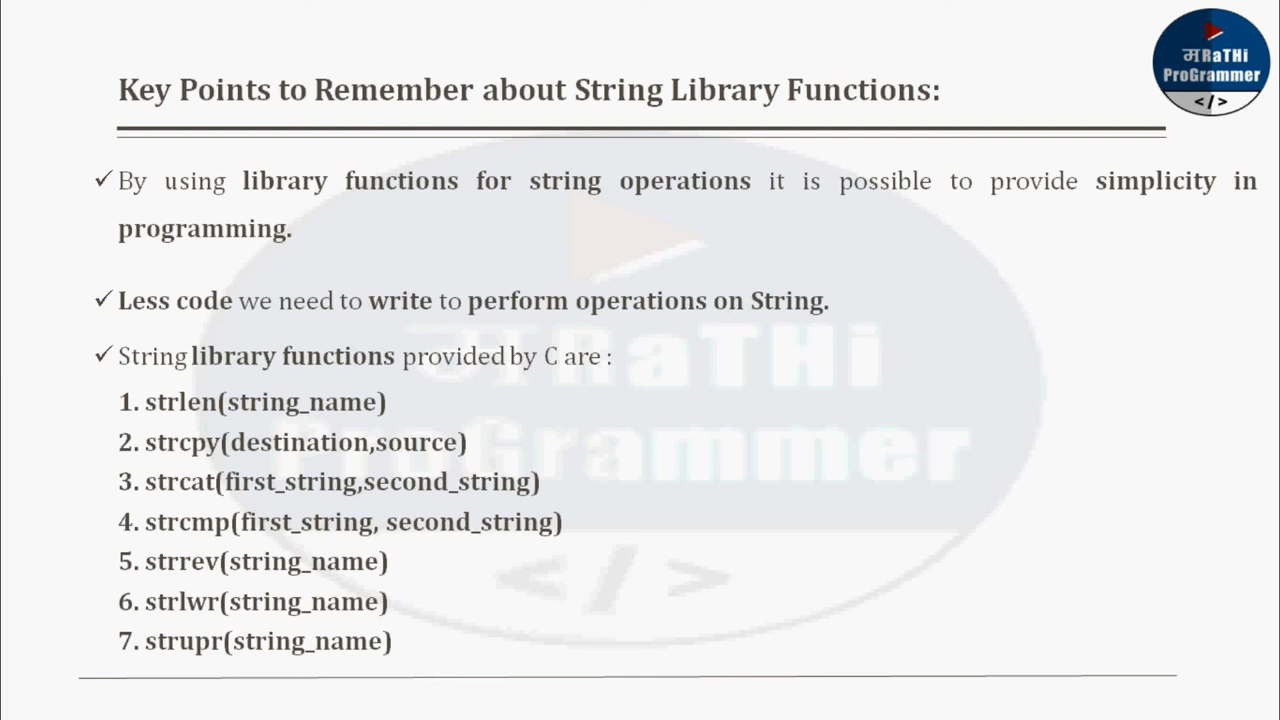 मRaTHi
ProGrammer
</>
Key Points to Remember about String Library Functions:
✓ By using library functions for string operations it is possible to provide simplicity in
programming.
✓ Less code we need to write to perform operations on String.
✓ String library functions provided by C are :
1. strlen(string_name)
2. strcpy(destination,source)
3. strcat(first_string,second_string)
4. strcmp(first_string, second_string)
5. strrev(string_name)
6. strlwr(string_name)
7. strupr(string_name)
मRaTHi
ProGrammer
</>